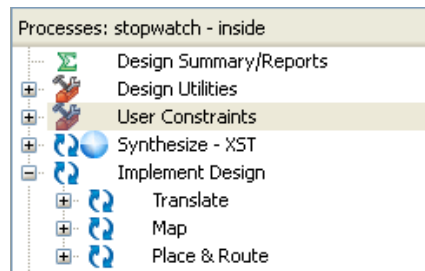 Processes: stopwatch - inside
Design Summary/Reports
Design Utilities
User Constraints
Synthesize - XST
Implement Design
Translate
Map
Place & Route